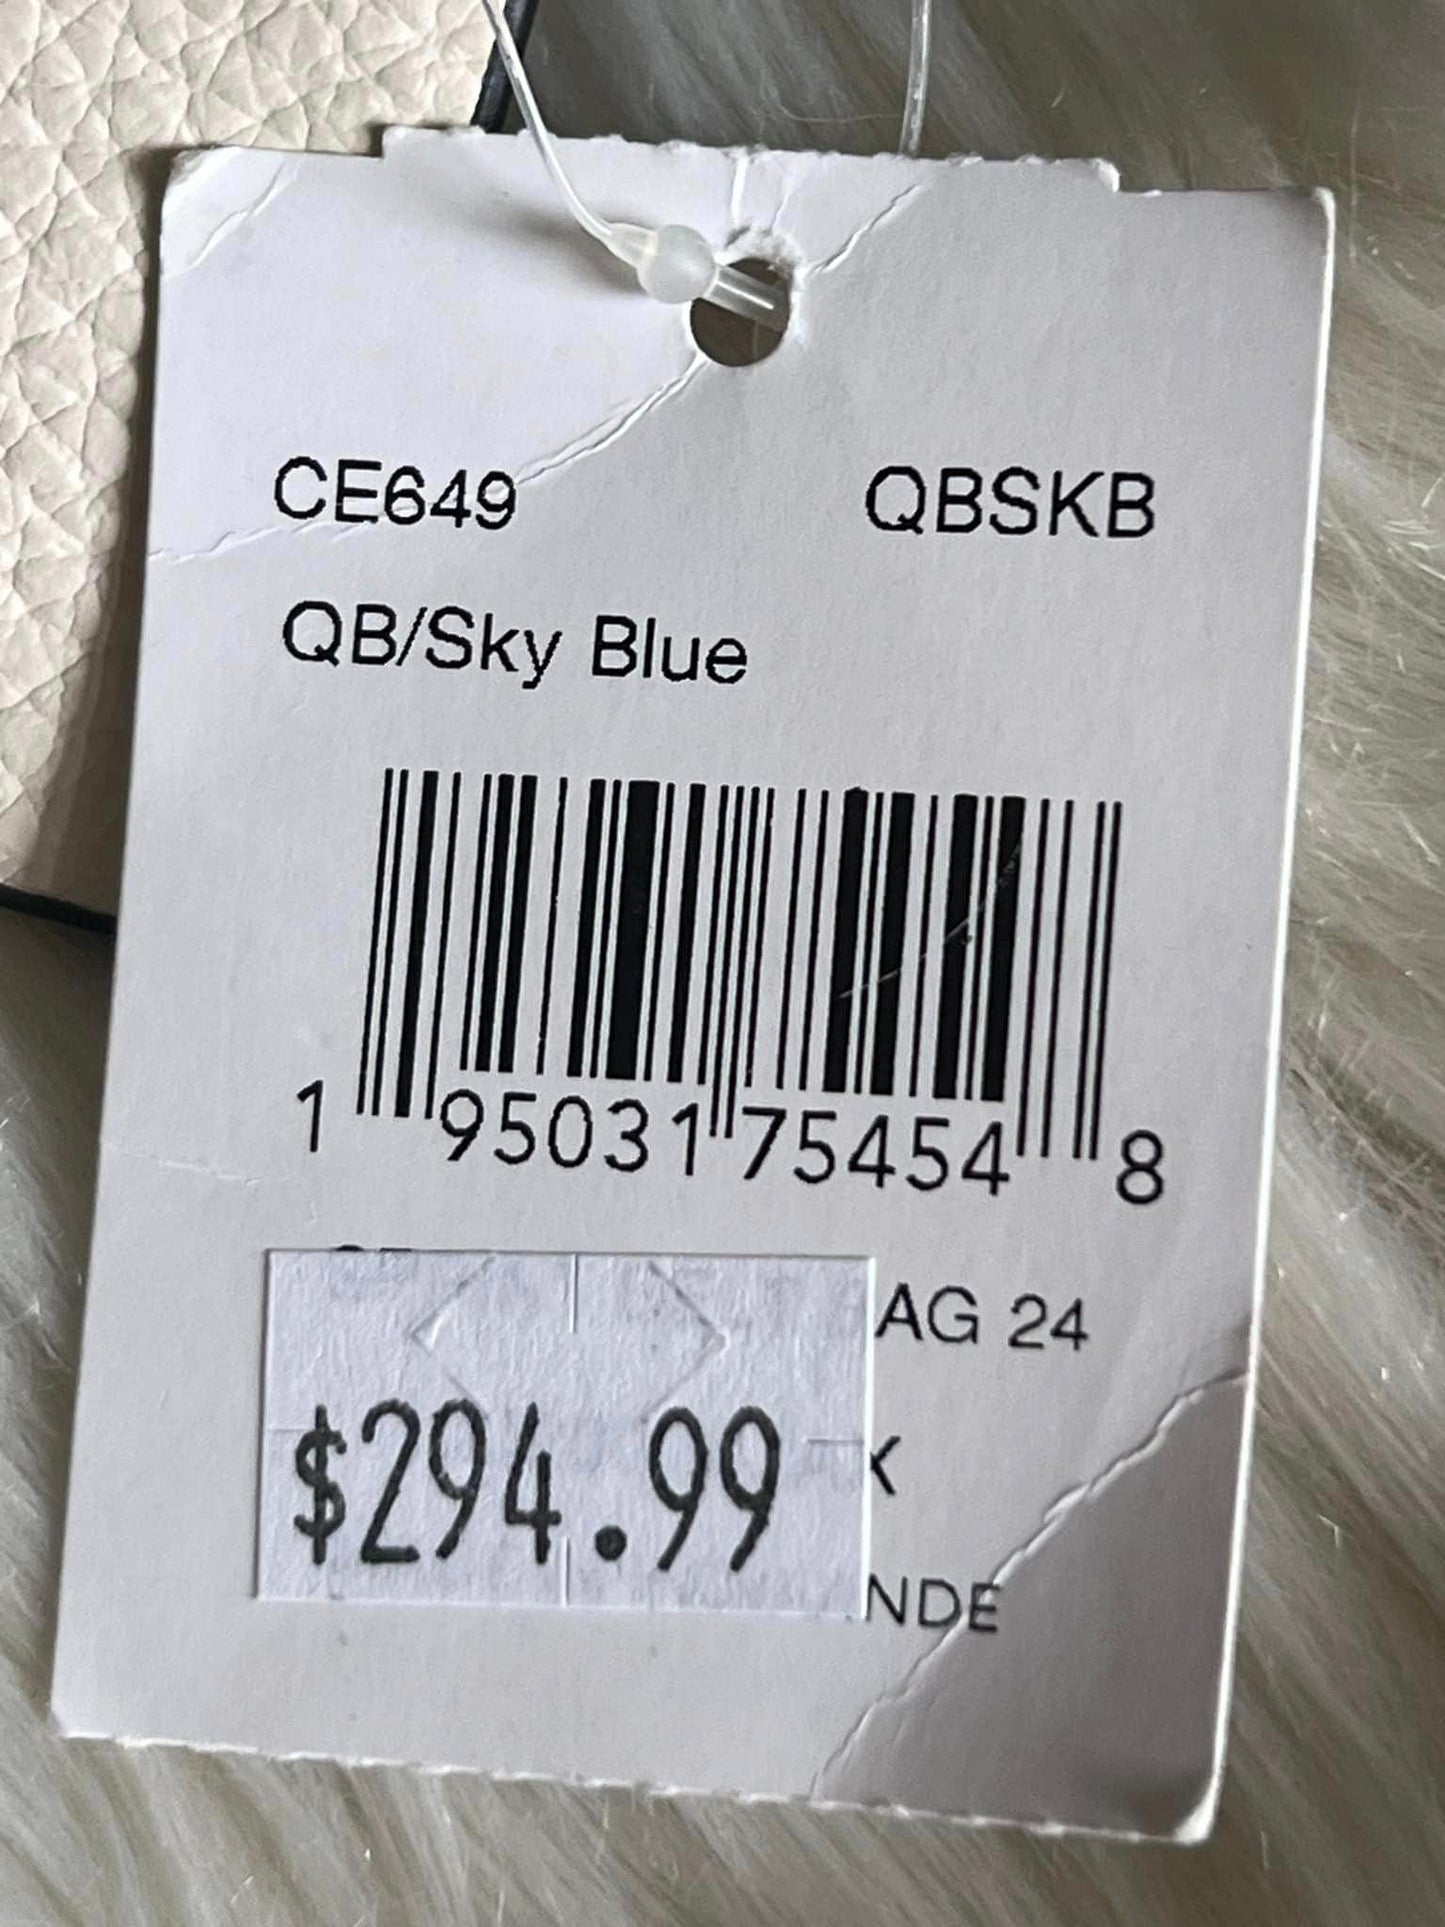 CE649 QBSKB
QB/Sky Blue
1 95031 75454 8
AG 24
$294.99
NDE